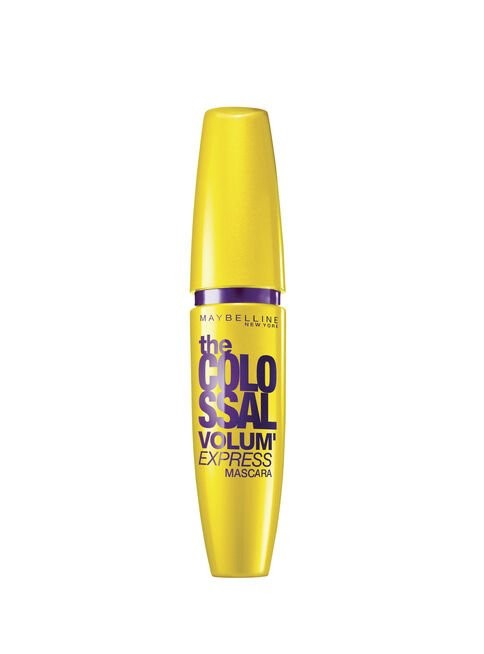 MAYBELLINE
NEW YORK
the
COLO
SSAL
VOLUM'
EXPRESS
MASCARA